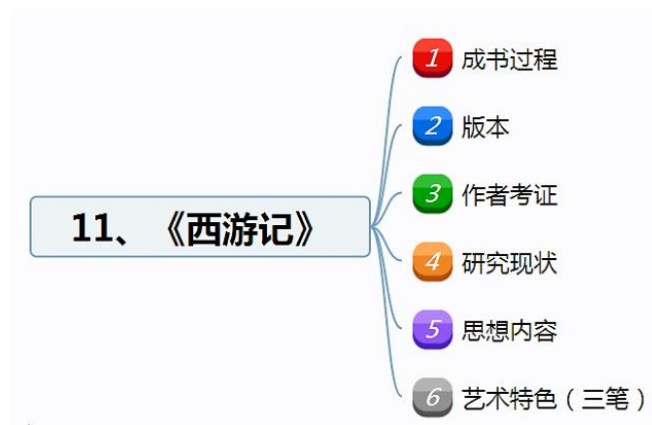 11、《西游记》
1 成书过程
2 版本
3 作者考证
4 研究现状
5 思想内容
6 艺术特色（三笔）